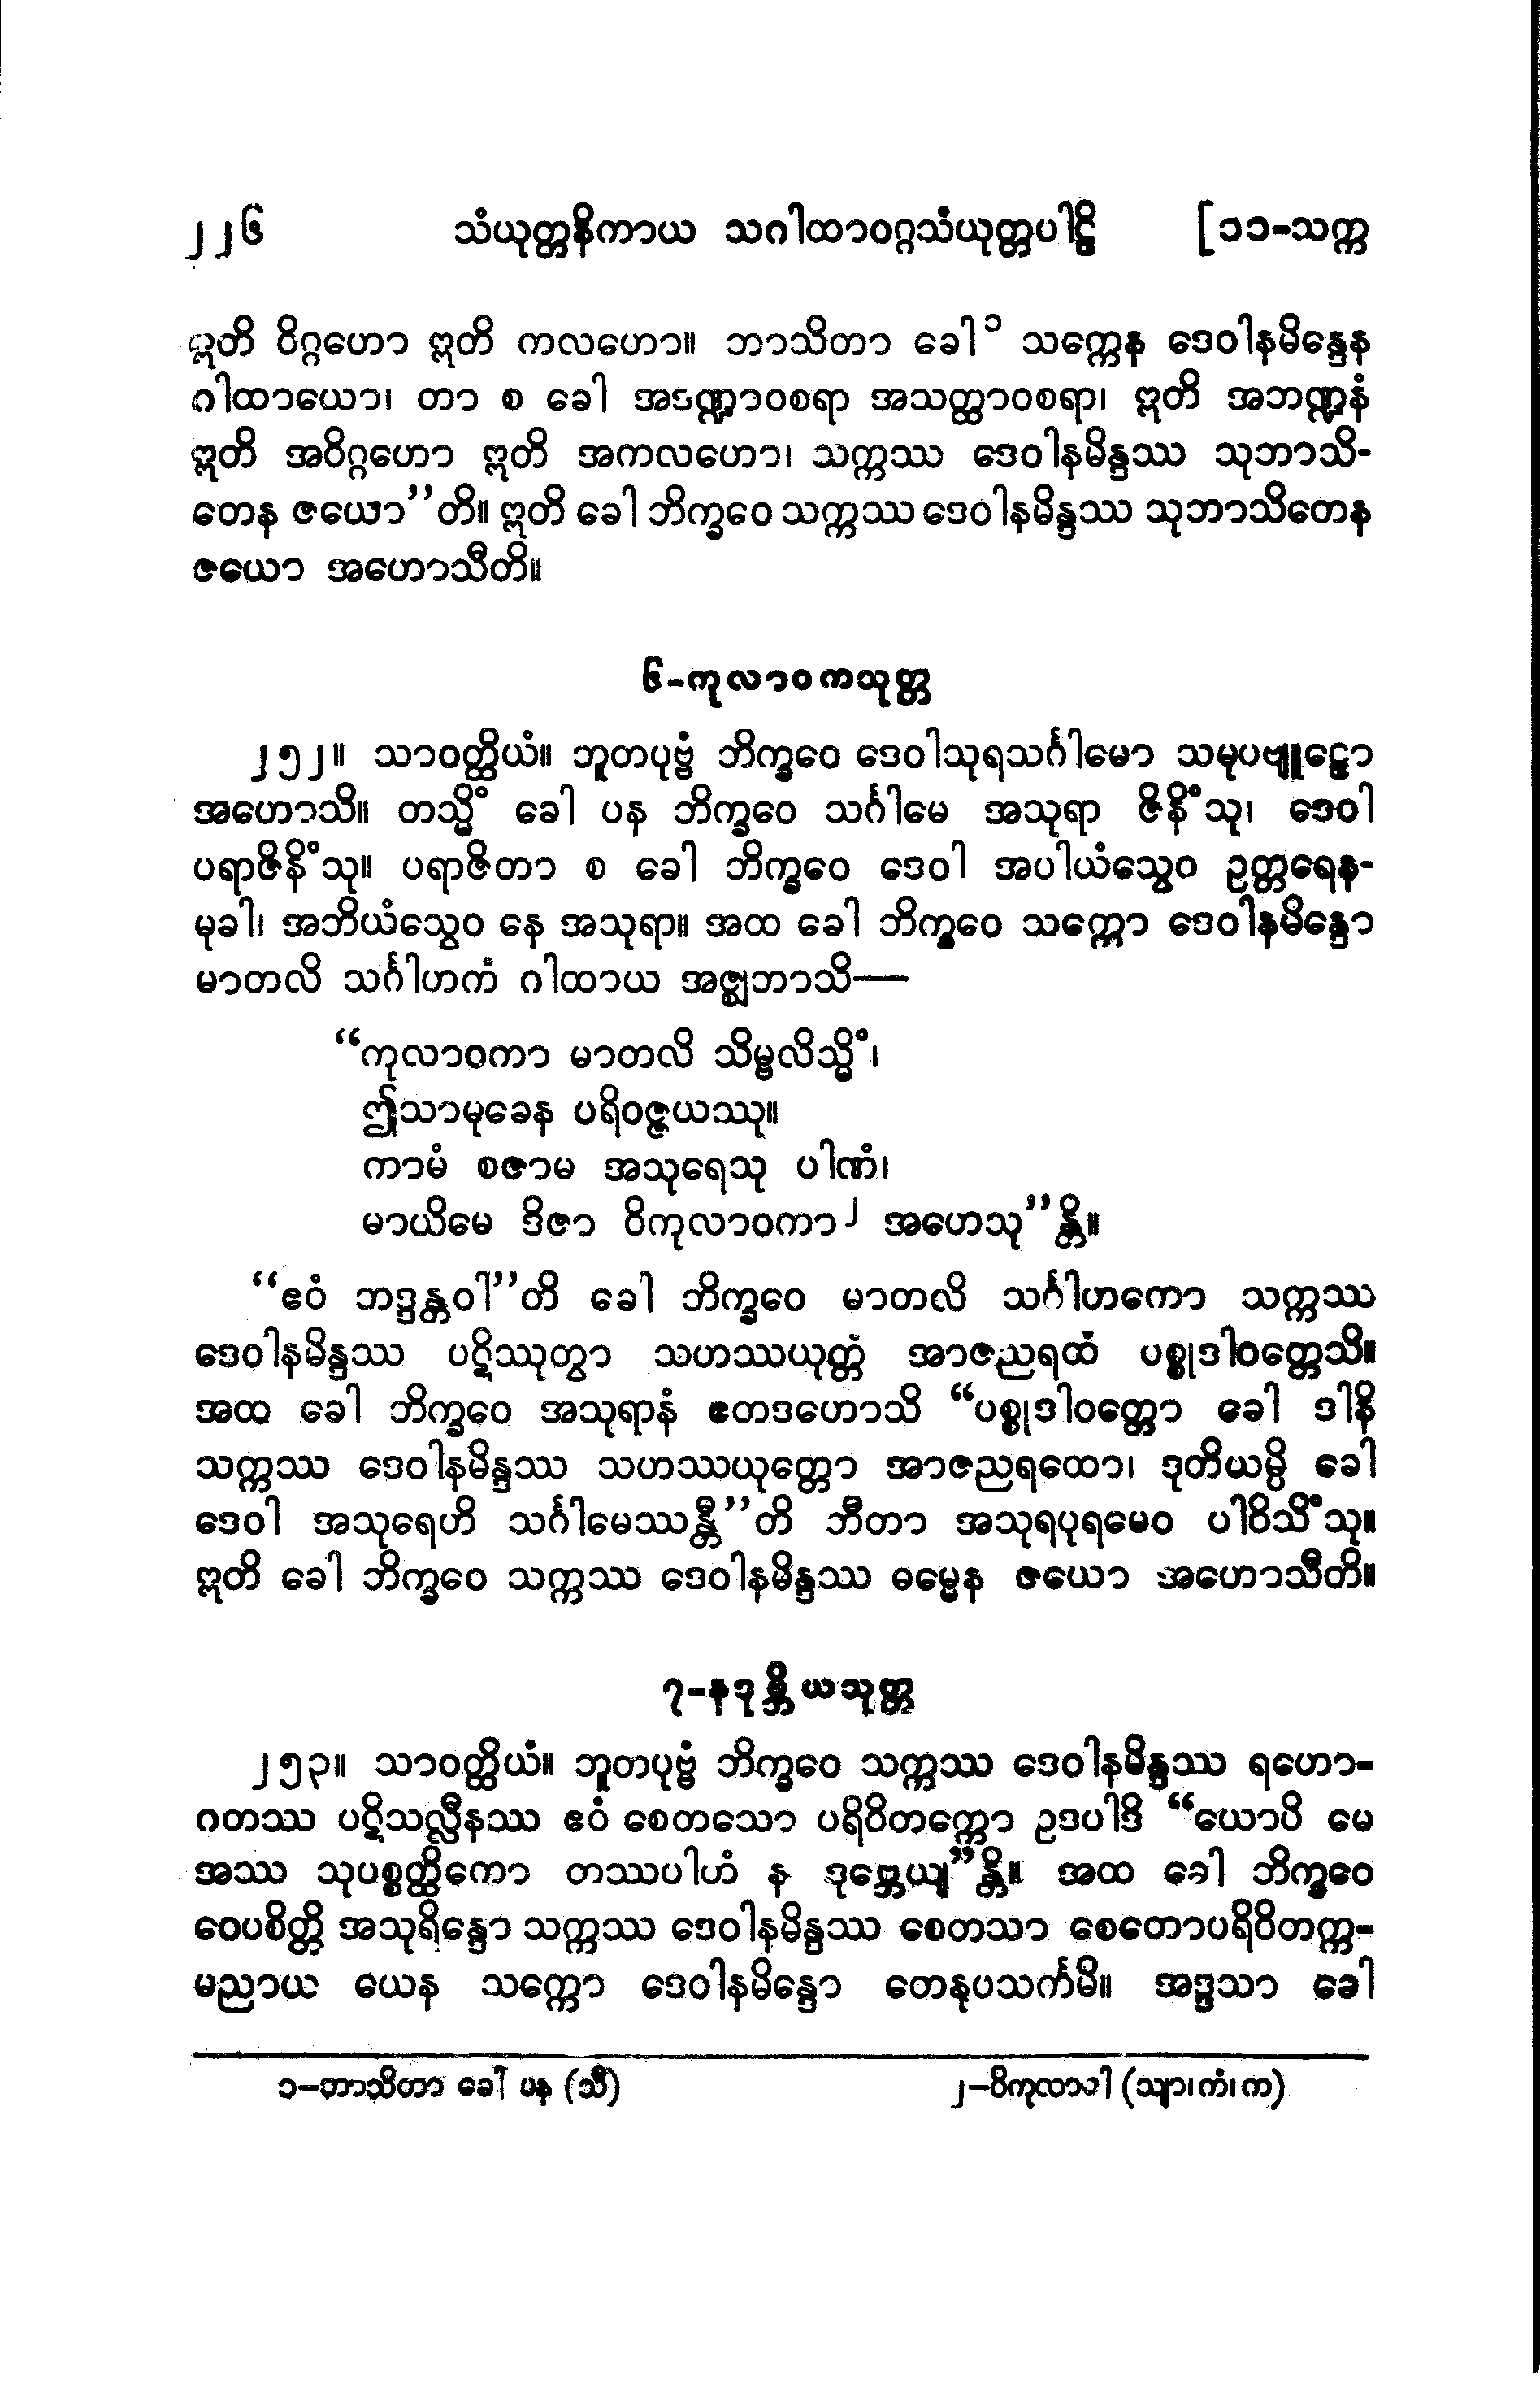 ၂၂၆ သံယုတ္တနိကာယ သဂါထာဝဂ္ဂသံယုတ္တပါဠိ [၁၁-သက္က
ဣတိ ဝိဂ္ဂဟော ဣတိ ကလဟော။ ဘာသိတာ ခေါ၁ သက္ကေန ဒေဝါနမိန္ဒေန
ဂါထာယော၊ တာ စ ခေါ အဒဏ္ဍာဝစရာ အသတ္ထာဝစရာ၊ ဣတိ အဘဏ္ဍနံ
ဣတိ အဝိဂ္ဂဟော ဣတိ အကလဟော၊ သက္ကဿ ဒေဝါနမိန္ဒဿ သုဘာသိ-
တေန ဇယော”တိ။ ဣတိ ခေါ ဘိက္ခဝေ သက္ကဿ ဒေဝါနမိန္ဒဿ သုဘာသိတေန
ဇယော အဟောသီတိ။
၆-ကုလာဝကသုတ္တ
၂၅၂။ သာဝတ္ထိယံ။ ဘူတပုဗ္ဗံ ဘိက္ခဝေ ဒေဝါသုရသင်္ဂါမော သမုပဗျူဠှော
အဟောသိ။ တသ္မိံ ခေါ ပန ဘိက္ခဝေ သင်္ဂါမေ အသုရာ ဇိနိံသု၊ ဒေဝါ
ပရာဇိနိံသု။ ပရာဇိတာ စ ခေါ ဘိက္ခဝေ ဒေဝါ အပါယံသွေဝ ဥတ္တရေန-
မုခါ၊ အဘိယံသွေဝ နေ အသုရာ။ အထ ခေါ ဘိက္ခဝေ သက္ကော ဒေဝါနမိန္ဒော
မာတလိ သင်္ဂါဟကံ ဂါထာယ အဇ္ဈဘာသိ—
“ကုလာဝကာ မာတလိ သိမ္ဗလိသ္မိံ၊
ဤသာမုခေန ပရိဝဇ္ဇယဿု။
ကာမံ စဇာမ အသုရေသု ပါဏံ၊
မာယိမေ ဒိဇာ ဝိကုလာဝကာ၂ အဟေသု”န္တိ။
“ဧဝံ ဘဒ္ဒန္တဝါ”တိ ခေါ ဘိက္ခဝေ မာတလိ သင်္ဂါဟကော သက္ကဿ
ဒေဝါနမိန္ဒဿ ပဋိဿုတွာ သဟဿယုတ္တံ အာဇညရထံ ပစ္စုဒါဝတ္တေသိ။
အထ ခေါ ဘိက္ခဝေ အသုရာနံ ဧတဒဟောသိ “ပစ္စုဒါဝတ္တော ခေါ ဒါနိ
သက္ကဿ ဒေဝါနမိန္ဒဿ သဟဿယုတ္တော အာဇညရထော၊ ဒုတိယမ္ပိ ခေါ
ဒေဝါ အသုရေဟိ သင်္ဂါမေဿန္တီ”တိ ဘီတာ အသုရပုရမေဝ ပါဝိသိံသု။
ဣတိ ခေါ ဘိက္ခဝေ သက္ကဿ ဒေဝါနမိန္ဒဿ ဓမ္မေန ဇယော အဟောသီတိ။
၇-နဒုဗ္ဘိယသုတ္တ
၂၅၃။ သာဝတ္ထိယံ။ ဘူတပုဗ္ဗံ ဘိက္ခဝေ သက္ကဿ ဒေဝါနမိန္ဒဿ ရဟော-
ဂတဿ ပဋိသလ္လီနဿ ဧဝံ စေတသော ပရိဝိတက္ကော ဥဒပါဒိ “ယောပိ မေ
အဿ သုပစ္စတ္ထိကော တဿပါဟံ န ဒုဗ္ဘေယျ”န္တိ။ အထ ခေါ ဘိက္ခဝေ
ဝေပစိတ္တိ အသုရိန္ဒော သက္ကဿ ဒေဝါနမိန္ဒဿ စေတသာ စေတောပရိဝိတက္က-
မညာယ ယေန သက္ကော ဒေဝါနမိန္ဒော တေနုပသင်္ကမိ။ အဒ္ဒသာ ခေါ
၁−ဘာသိတာ ခေါ ပန (သီ) ၂−ဝိကုလာဝါ (သျာ၊ကံ၊က)